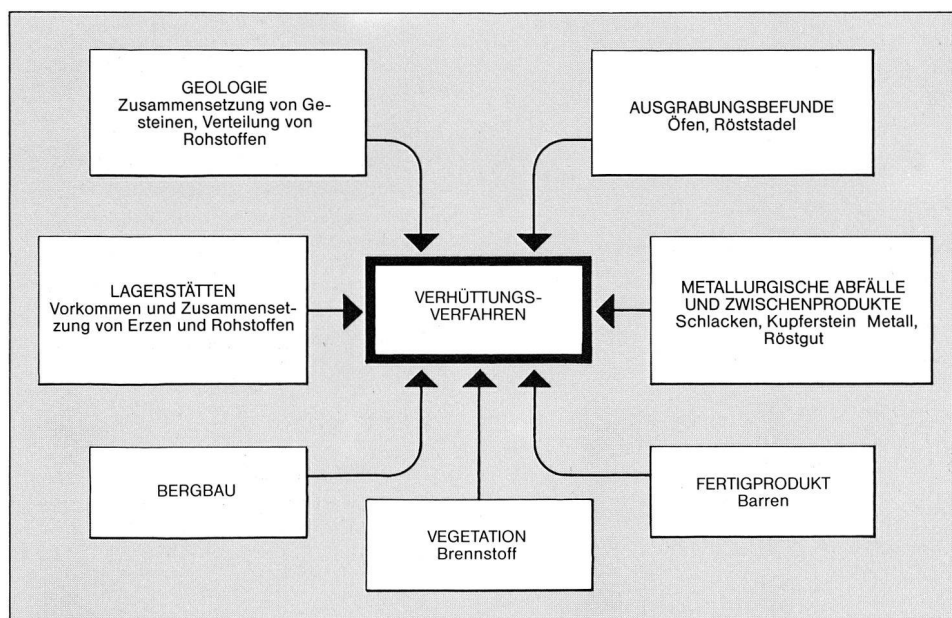 GEOLOGIE
Zusammensetzung von Ge-
steinen, Verteilung von
Rohstoffen
AUSGRABUNGSBEFUNDE
Öfen, Röststadel
LAGERSTÄTTEN
Vorkommen und Zusammenset-
zung von Erzen und Rohstoffen
VERHÜTTUNGS-
VERFAHREN
METALLURGISCHE ABFÄLLE
UND ZWISCHENPRODUKTE
Schlacken, Kupferstein Metall,
Röstgut
BERGBAU
VEGETATION
Brennstoff
FERTIGPRODUKT
Barren